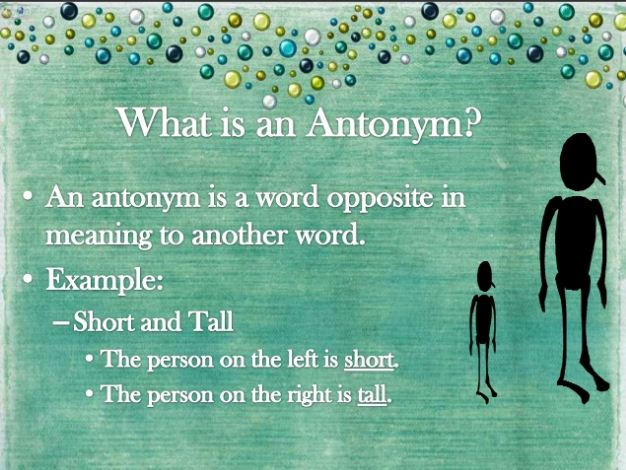 What is an Antonym?
• An antonym is a word opposite in
meaning to another word.
• Example:
– Short and Tall
• The person on the left is short.
• The person on the right is tall.